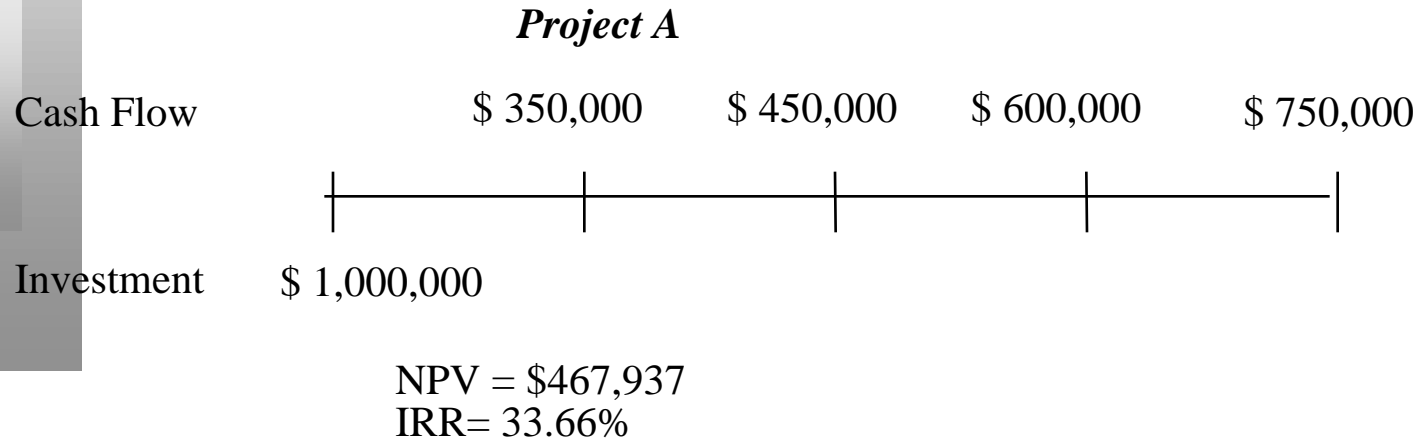 Project A
Cash Flow $ 350,000 $ 450,000 $ 600,000 $ 750,000
Investment $ 1,000,000
NPV = $467,937
IRR= 33.66%